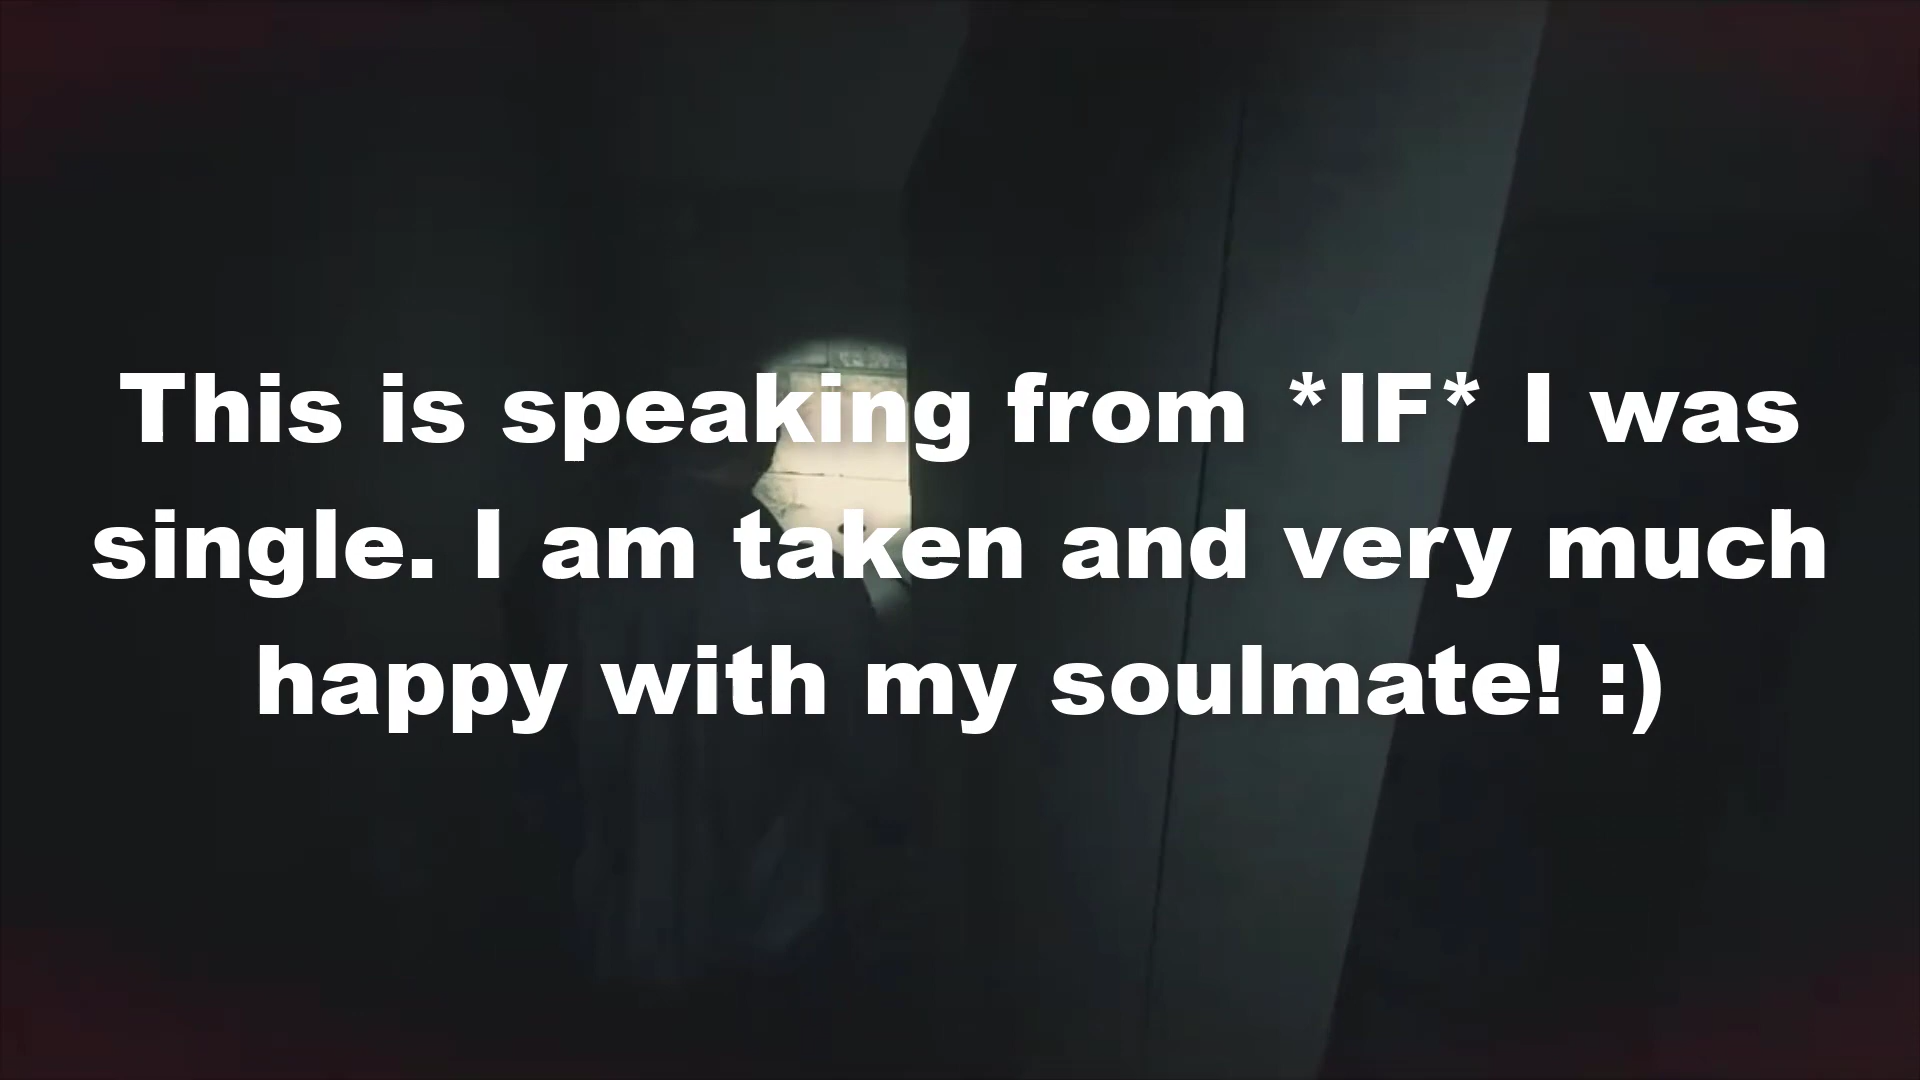 This is speaking from *IF* I was
single. I am taken and very much
happy with my soulmate! :)